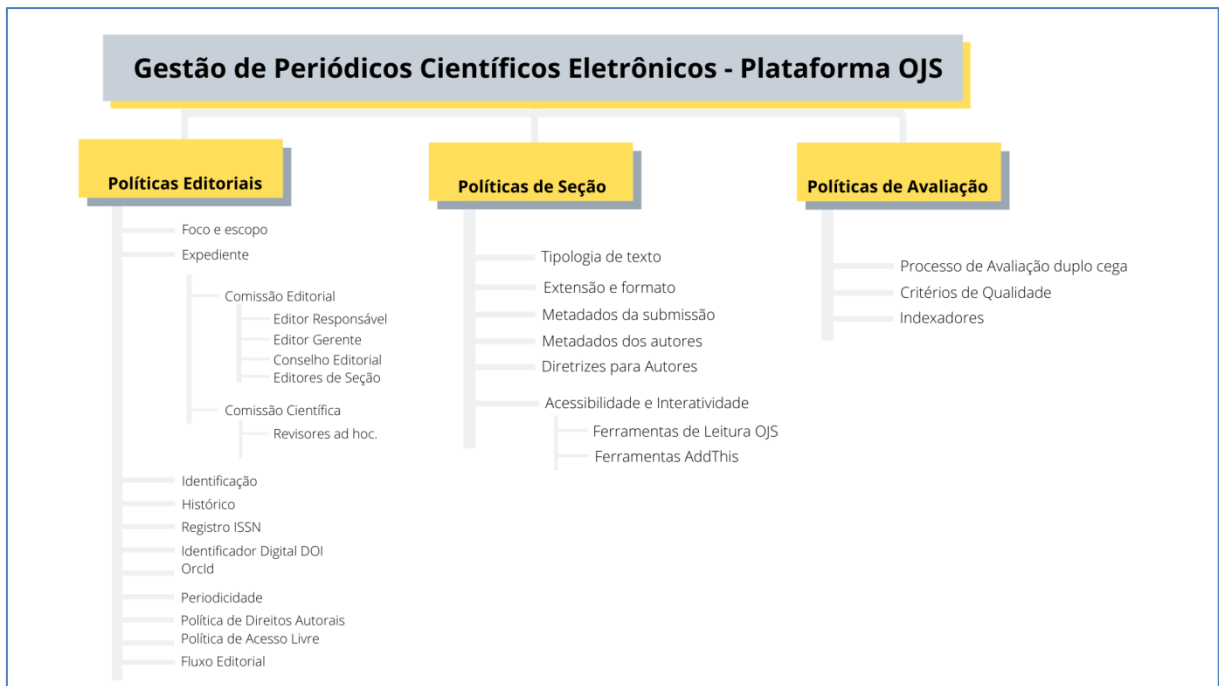 Gestão de Periódicos Científicos Eletrônicos - Plataforma OJS
Políticas Editoriais
Foco e escopo
Expediente
Comissão Editorial
Editor Responsável
Editor Gerente
Conselho Editorial
Editores de Seção
Comissão Científica
Revisores ad hoc.
Identificação
Histórico
Registro ISSN
Identificador Digital DOI
OrcId
Periodicidade
Política de Direitos Autorais
Política de Acesso Livre
Fluxo Editorial
Políticas de Seção
Tipologia de texto
Extensão e formato
Metadados da submissão
Metadados dos autores
Diretrizes para Autores
Acessibilidade e Interatividade
Ferramentas de Leitura OJS
Ferramentas AddThis
Políticas de Avaliação
Processo de Avaliação duplo cega
Critérios de Qualidade
Indexadores